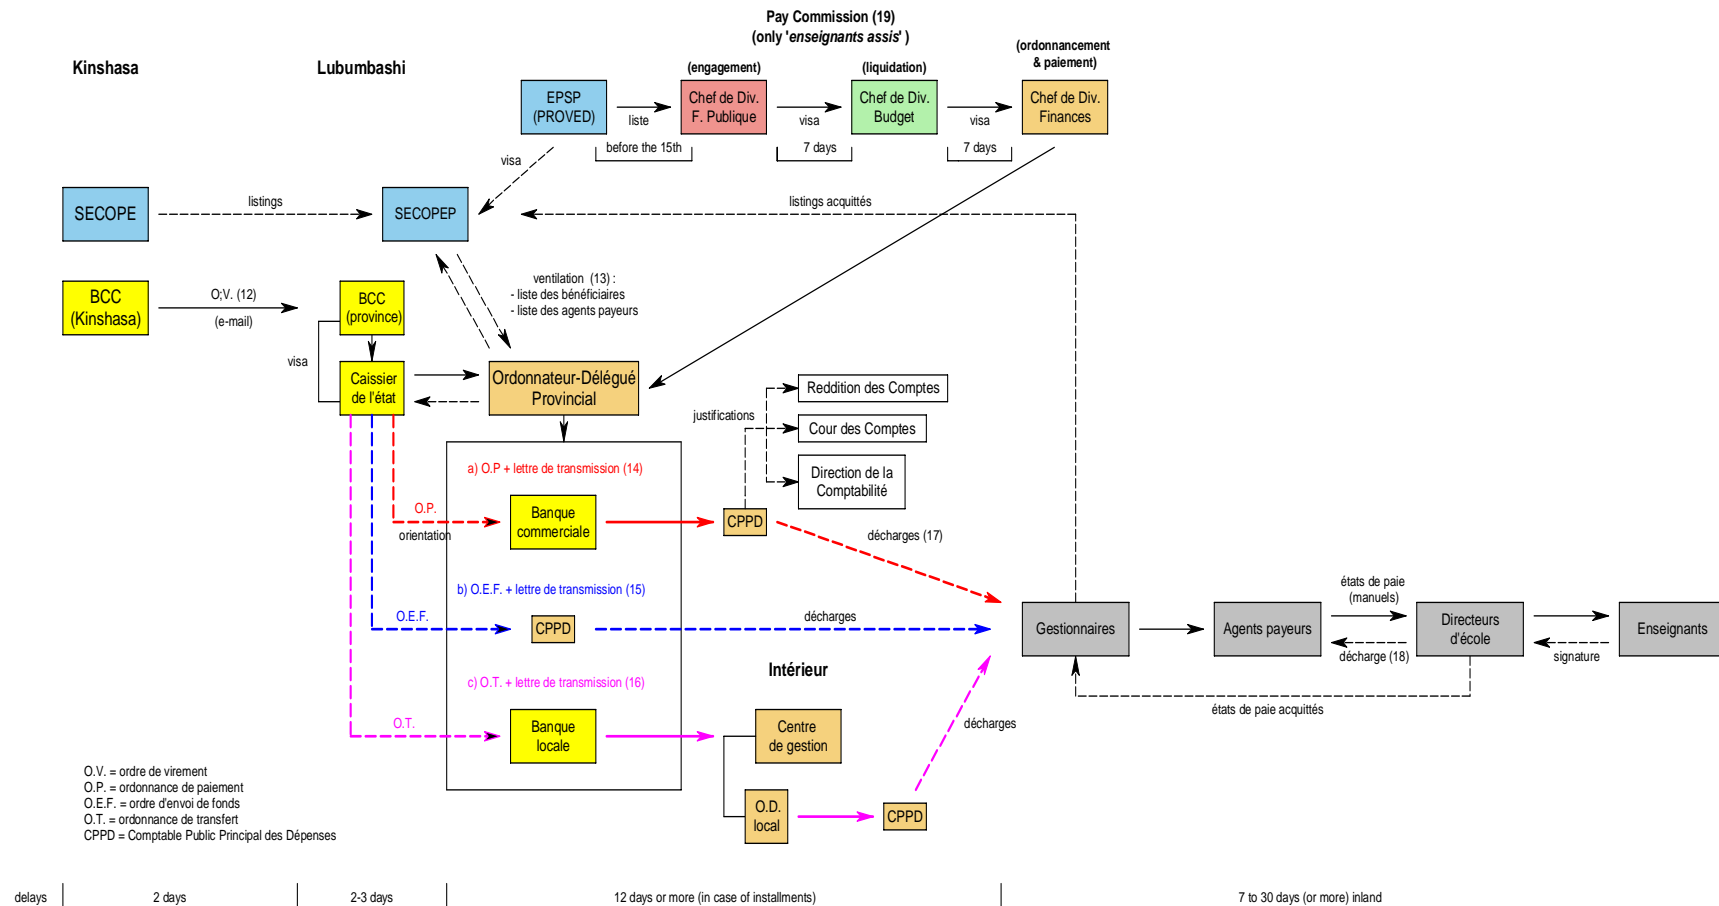 Pay Commission (19)
(only 'enseignants assis' )
Kinshasa
Lubumbashi
(engagement)
(liquidation)
(ordonnancement
& paiement)
EPSP
(PROVED)
liste
Chef de Div.
F. Publique
visa
Chef de Div.
Budget
visa
Chef de Div.
Finances
before the 15th
7 days
7 days
visa
SECOPE
listings
SECOPEP
listings acquittés
BCC
(Kinshasa)
O;V. (12)
(e-mail)
BCC
(province)
ventilation (13) :
- liste des bénéficiaires
- liste des agents payeurs
visa
Caissier
de l'état
Ordonnateur-Délégué
Provincial
justifications
Reddition des Comptes
Cour des Comptes
Direction de la
Comptabilité
a) O.P + lettre de transmission (14)
O.P.
orientation
Banque
commerciale
CPPD
décharges (17)
b) O.E.F. + lettre de transmission (15)
O.E.F.
CPPD
décharges
Gestionnaires
Agents payeurs
états de paie
(manuels)
décharge (18)
Directeurs
d'école
signature
Enseignants
états de paie acquittés
Intérieur
c) O.T. + lettre de transmission (16)
O.T.
Banque
locale
Centre
de gestion
décharges
O.D.
local
CPPD
O.V. = ordre de virement
O.P. = ordonnance de paiement
O.E.F. = ordre d'envoi de fonds
O.T. = ordonnance de transfert
CPPD = Comptable Public Principal des Dépenses
delays
2 days
2-3 days
12 days or more (in case of installments)
7 to 30 days (or more) inland